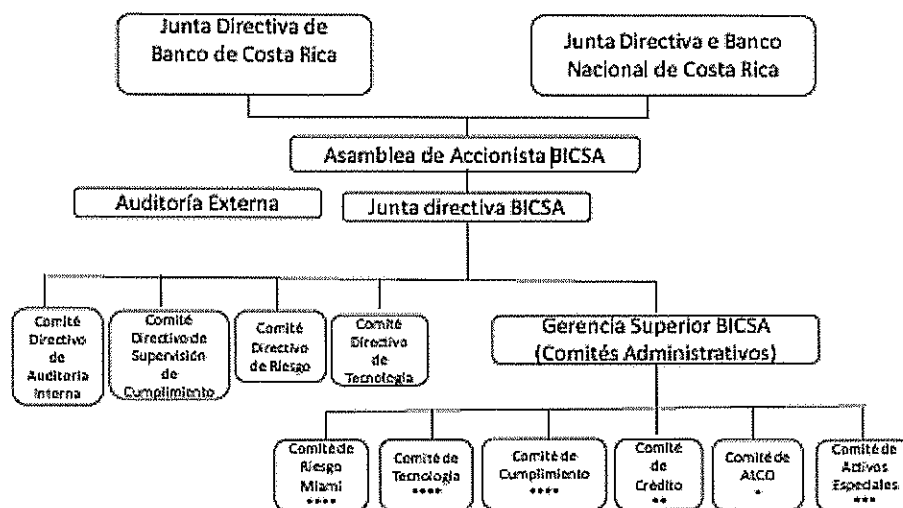 Junta Directiva de
Banco de Costa Rica
Junta Directiva e Banco
Nacional de Costa Rica
Asamblea de Accionista BICSA
Auditoría Externa
Junta directiva BICSA
Comité
Directivo
de
Auditoria
Interna
Comité
Directivo de
Supervisión
de
Cumplimiento
Comité
Directivo
de Riesgo
Comité
Directivo
de
Tecnología
Gerencia Superior BICSA
(Comités Administrativos)
Comité de
Riesgo
Miami
****
Comité de
Tecnología
****
Comité de
Cumplimiento
****
Comité
de
Crédito
**
Comité de
ALCO
*
Comité de
Activos
Especiales
***